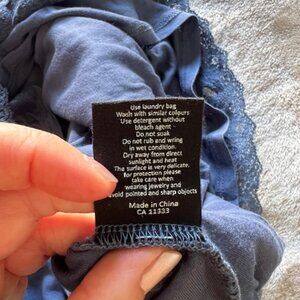 Use laundry bag
Wash with similar colours
Use detergent without
bleach agent
Do not soak
Do not rub and wring
in wet condition.
Dry away from direct
sunlight and heat
The surface is very delicate.
For protection please
take care when
wearing jewelry and
avoid pointed and sharp objects
Made in China
CA 11333